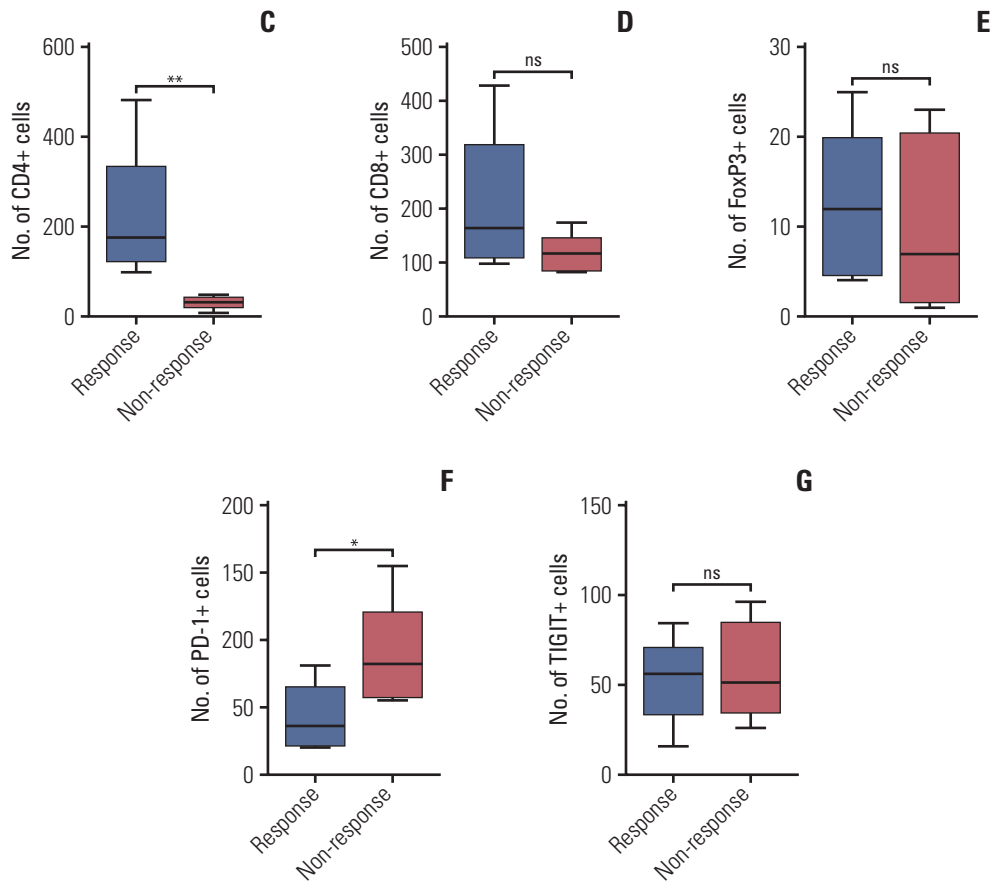 C
No. of CD4+ cells
600
400
200
0
**
Response
Non-response
D
No. of CD8+ cells
500
400
300
200
100
0
ns
Response
Non-response
E
No. of FoxP3+ cells
30
20
10
0
ns
Response
Non-response
F
No. of PD-1+ cells
200
150
200
50
0
*
Response
Non-response
G
No. of TIGIT+ cells
150
100
50
0
ns
Response
Non-response